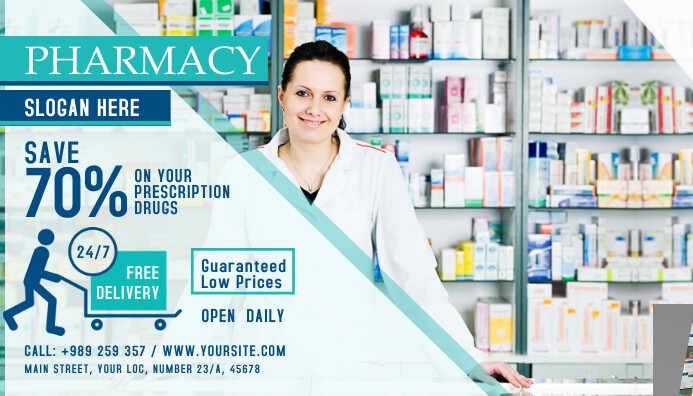 PHARMACY
SLOGAN HERE
SAVE
70% ON YOUR
PRESCRIPTION
DRUGS
24/7
FREE
DELIVERY
Guaranteed
Low Prices
OPEN DAILY
CALL: +989 259 357 / WWW.YOURSITE.COM
MAIN STREET, YOUR LOC, NUMBER 23/A, 45678